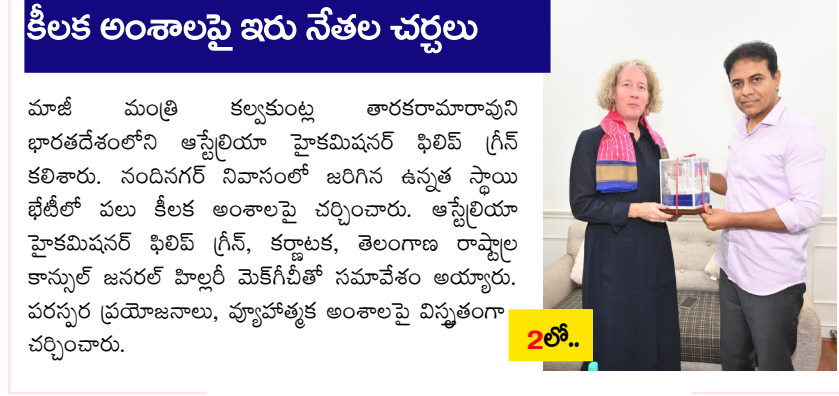 కీలక అంశాలపై ఇరు నేతల చర్చలు
మాజీ మంత్రి కల్వకుంట్ల తారకరామారావుని
భారతదేశంలోని ఆస్ట్రేలియా హైకమిషనర్ ఫిలిప్ గ్రీన్
కలిశారు. నందినగర్ నివాసంలో జరిగిన ఉన్నత స్థాయి
భేటీలో పలు కీలక అంశాలపై చర్చించారు. ఆస్ట్రేలియా
హైకమిషనర్ ఫిలిప్ గ్రీన్, కర్ణాటక, తెలంగాణ రాష్ట్రాల
కాన్సుల్ జనరల్ హిల్లరీ మెక్‌గీచీతో సమావేశం అయ్యారు.
పరస్పర ప్రయోజనాలు, వ్యూహాత్మక అంశాలపై విస్తృతంగా
చర్చించారు.
2లో..